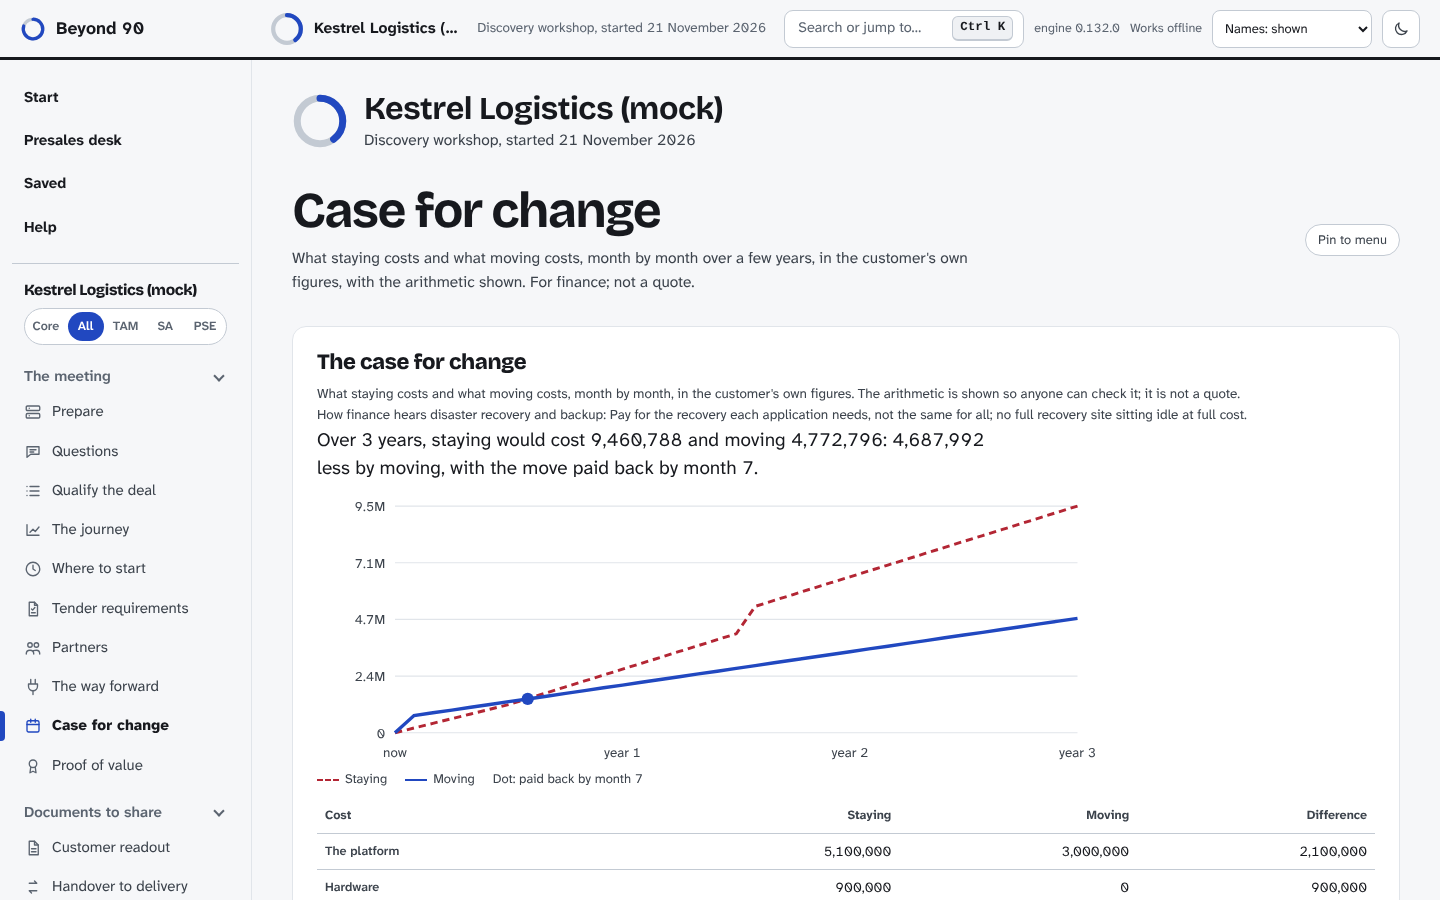 Beyond 90
Kestrel Logistics (...
Discovery workshop, started 21 November 2026
Search or jump to...
Ctrl K
engine 0.132.0
Works offline
Names: shown
Start
Presales desk
Saved
Help
Kestrel Logistics (mock)
Core All TAM SA PSE
The meeting
Prepare
Questions
Qualify the deal
The journey
Where to start
Tender requirements
Partners
The way forward
Case for change
Proof of value
Documents to share
Customer readout
Handover to delivery
Kestrel Logistics (mock)
Discovery workshop, started 21 November 2026
Case for change
What staying costs and what moving costs, month by month over a few years, in the customer's own
figures, with the arithmetic shown. For finance; not a quote.
Pin to menu
The case for change
What staying costs and what moving costs, month by month, in the customer's own figures. The arithmetic is shown so anyone can check it; it is not a quote.
How finance hears disaster recovery and backup: Pay for the recovery each application needs, not the same for all; no full recovery site sitting idle at full cost.
Over 3 years, staying would cost 9,460,788 and moving 4,772,796: 4,687,992
less by moving, with the move paid back by month 7.
9.5M
7.1M
4.7M
2.4M
0
now year 1 year 2 year 3
Staying Moving Dot: paid back by month 7
Cost Staying Moving Difference
The platform 5,100,000 3,000,000 2,100,000
Hardware 900,000 0 900,000